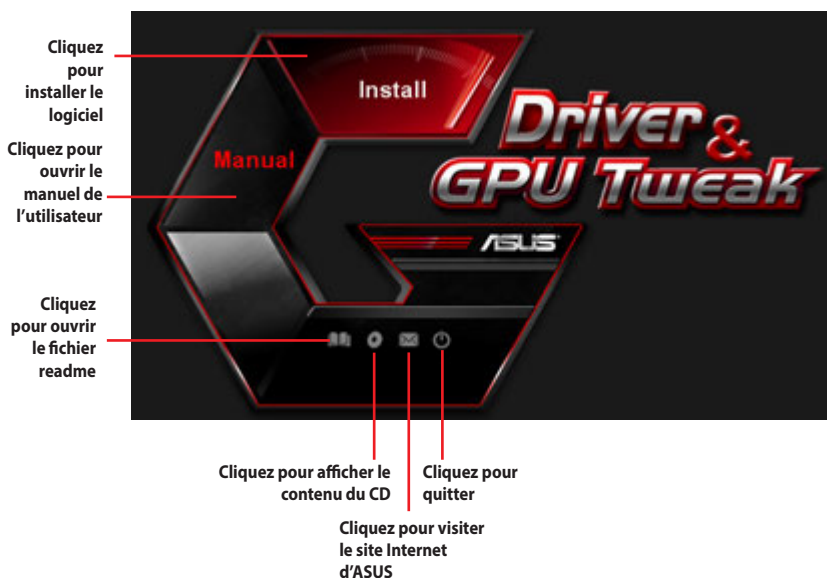 Cliquez
pour
installer le
logiciel
Install
Driver &
GPU Tweak
Cliquez pour
ouvrir le
manuel de
l'utilisateur
Manual
ASUS
Cliquez
pour ouvrir
le fichier
readme
Cliquez pour afficher le
contenu du CD
Cliquez pour
quitter
Cliquez pour visiter
le site Internet
d'ASUS